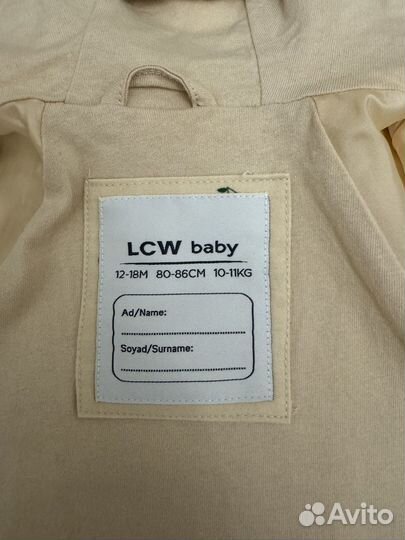 LCW baby
12-18M 80-86CM 10-11KG
Ad/Name:
Soyad/Surname:
Avito